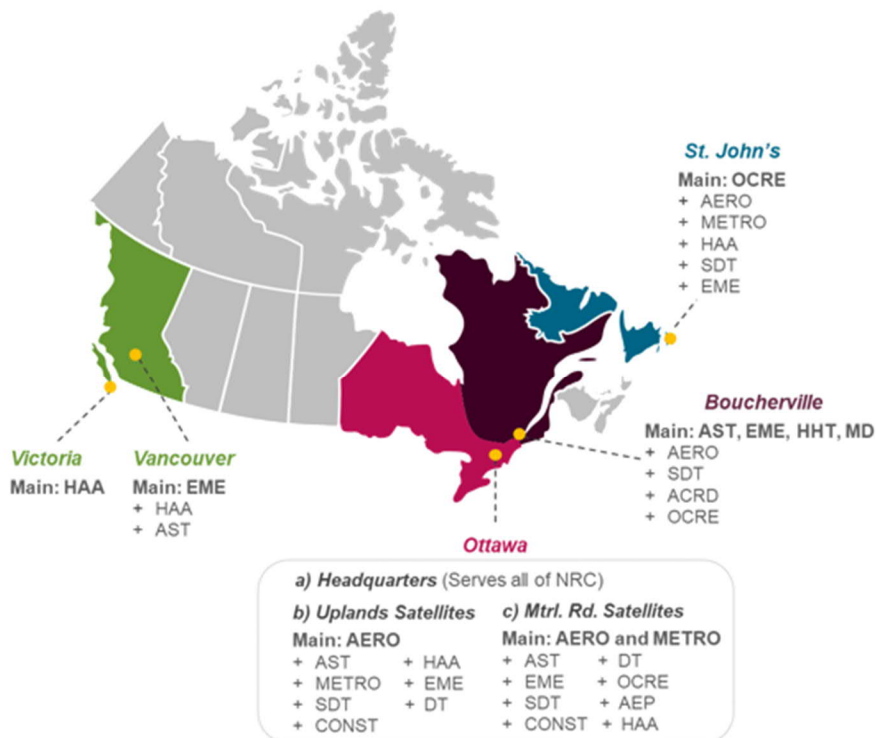 St. John's
Main: OCRE
+ AERO
+ METRO
+ HAA
+ SDT
+ EME
Boucherville
Main: AST, EME, HHT, MD
+ AERO
+ SDT
+ ACRD
+ OCRE
Victoria
Main: HAA
Vancouver
Main: EME
+ HAA
+ AST
Ottawa
a) Headquarters (Serves all of NRC)
b) Uplands Satellites
Main: AERO
+ AST + HAA
+ METRO + EME
+ SDT + DT
+ CONST
c) Mtrl. Rd. Satellites
Main: AERO and METRO
+ AST + DT
+ EME + OCRE
+ SDT + AEP
+ CONST + HAA